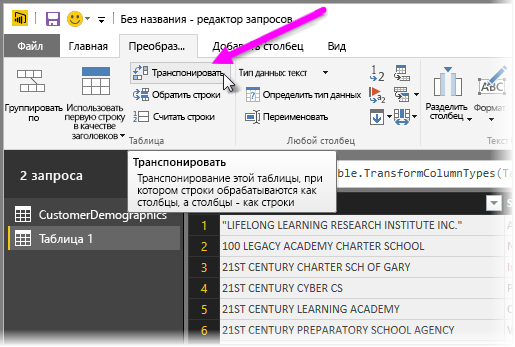 Без названия - редактор запросов
Файл
Главная
Преобраз...
Добавить столбец
Вид
Группировать по
Использовать первую строку в качестве заголовков
Транспонировать
Обратить строки
Считать строки
Таблица
Тип данных текст
Определить тип данных
Переименовать
Любой столбец
Разделить столбец
Формат
Текс
2 запроса
CustomerDemographics
Таблица 1
Транспонировать
Транспонирование этой таблицы, при
котором строки обрабатываются как
столбцы, а столбцы - как строки
ble.TransformColumnTypes(Ta
1 "LIFELONG LEARNING RESEARCH INSTITUTE INC." A
2 100 LEGACY ACADEMY CHARTER SCHOOL N
3 21ST CENTURY CHARTER SCH OF GARY In
4 21ST CENTURY CYBER CS P
5 21ST CENTURY LEARNING ACADEMY C
6 21ST CENTURY PREPARATORY SCHOOL AGENCY V